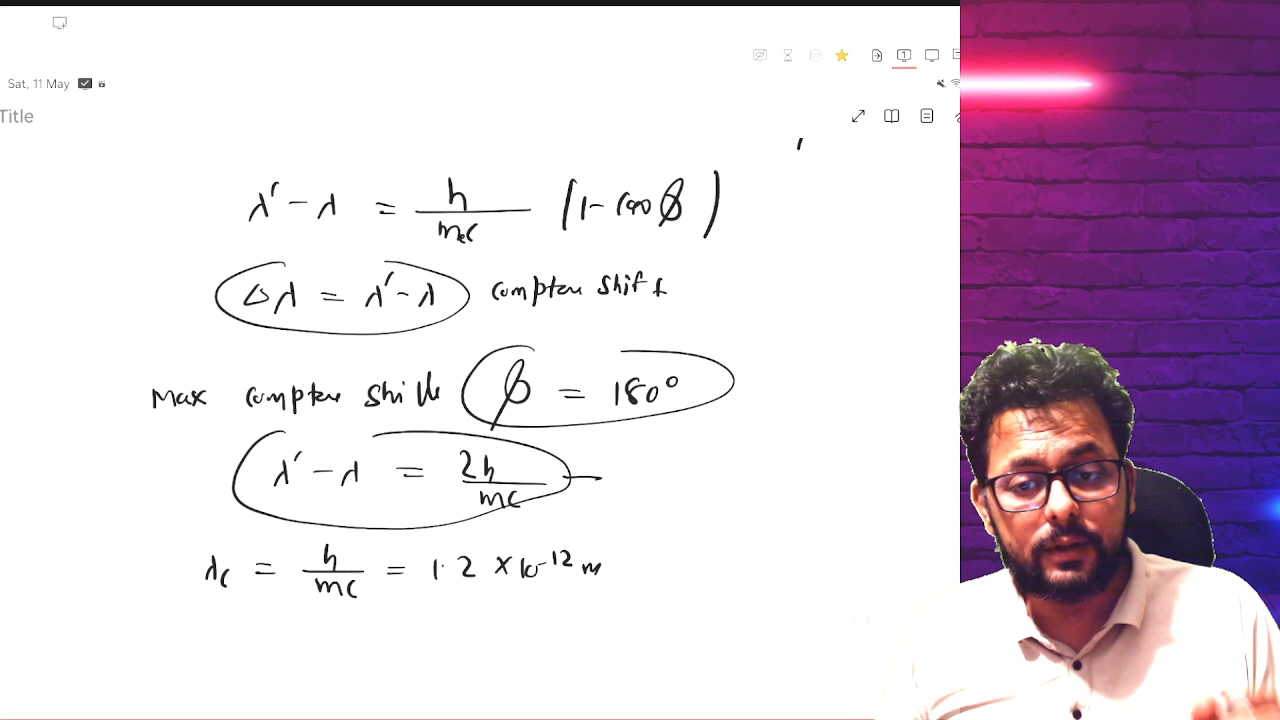 Sat, 11 May
Title
λ' - λ = h / mec (1 - cos φ)
Δλ = λ' - λ compton shift
Max compton shift φ = 180°
λ' - λ = 2h / mc
λc = h / mc = 1.2 × 10-12 m